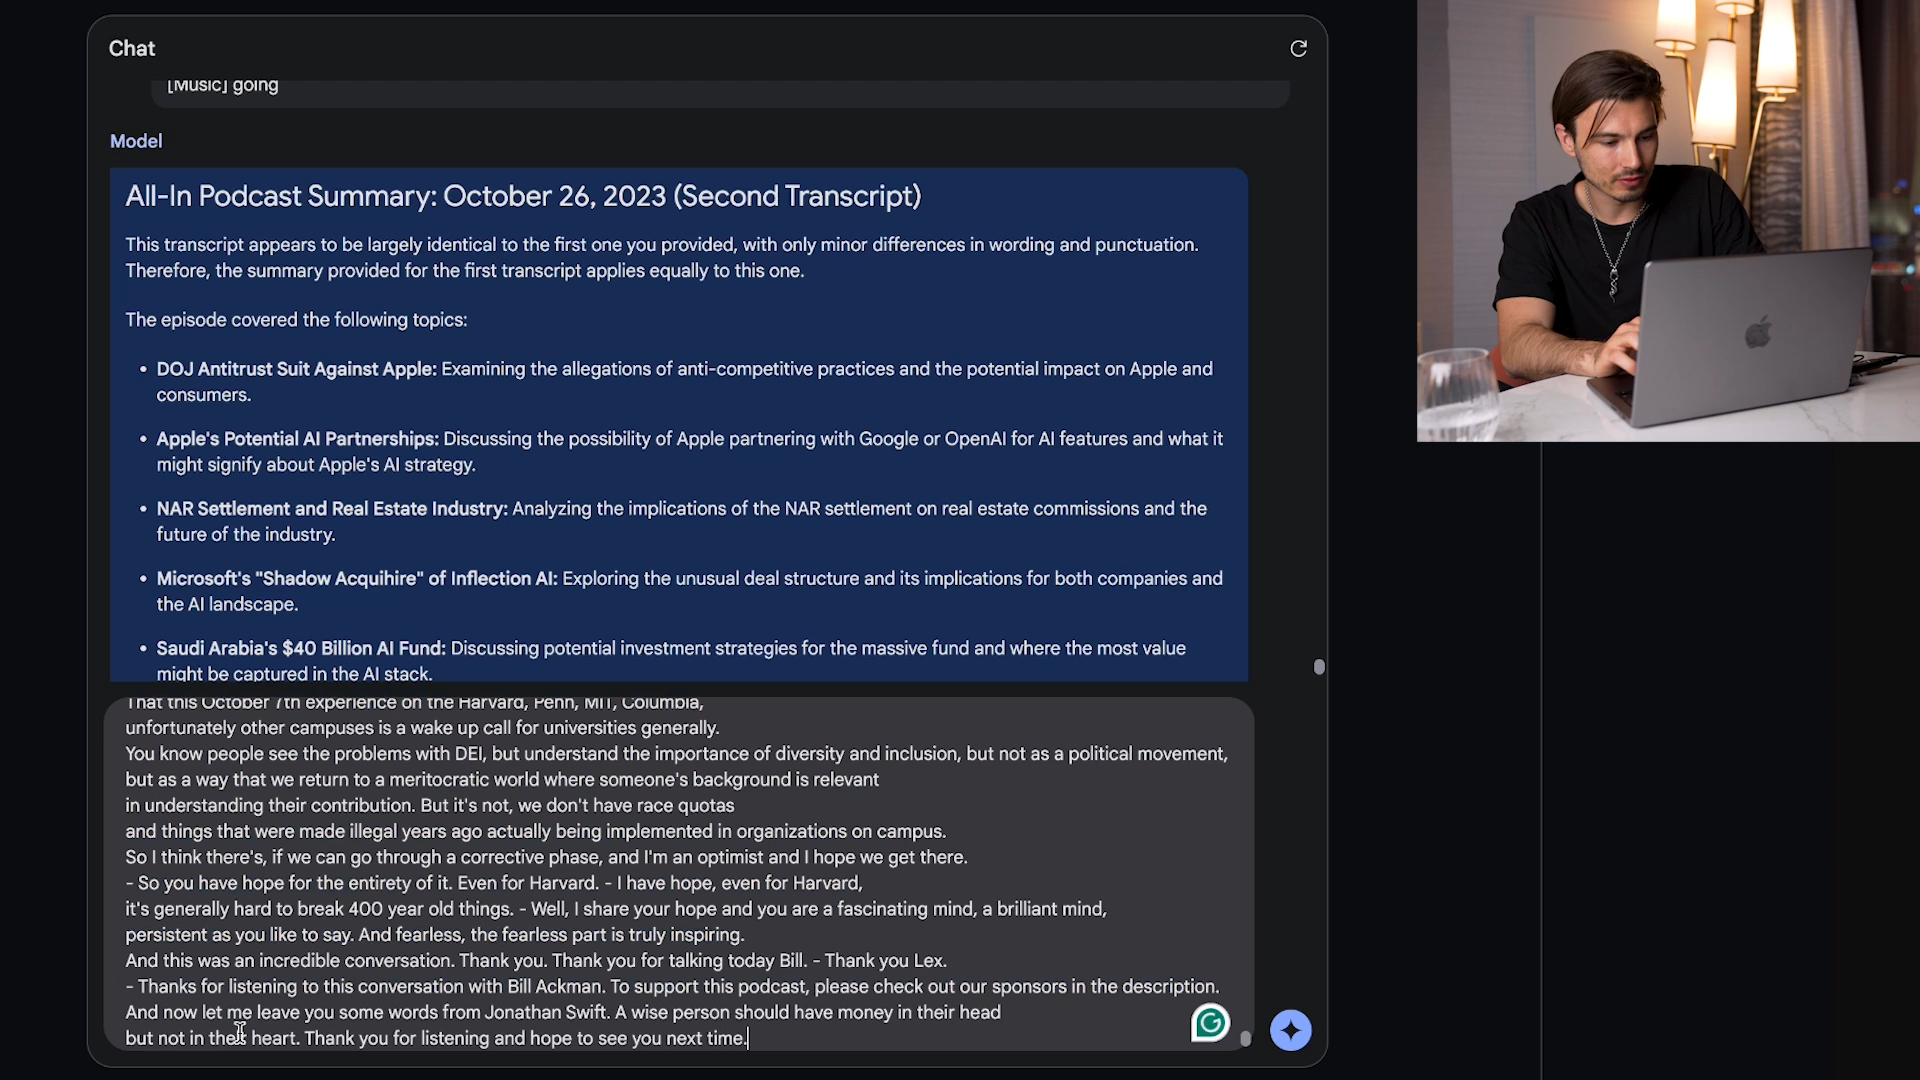 Chat
[Music] going
Model
All-In Podcast Summary: October 26, 2023 (Second Transcript)
This transcript appears to be largely identical to the first one you provided, with only minor differences in wording and punctuation.
Therefore, the summary provided for the first transcript applies equally to this one.
The episode covered the following topics:
• DOJ Antitrust Suit Against Apple: Examining the allegations of anti-competitive practices and the potential impact on Apple and
consumers.
• Apple's Potential AI Partnerships: Discussing the possibility of Apple partnering with Google or OpenAI for AI features and what it
might signify about Apple's AI strategy.
• NAR Settlement and Real Estate Industry: Analyzing the implications of the NAR settlement on real estate commissions and the
future of the industry.
• Microsoft's "Shadow Acquihire" of Inflection AI: Exploring the unusual deal structure and its implications for both companies and
the AI landscape.
• Saudi Arabia's $40 Billion AI Fund: Discussing potential investment strategies for the massive fund and where the most value
might be captured in the AI stack.
That this October 7th experience on the Harvard, Penn, MIT, Columbia,
unfortunately other campuses is a wake up call for universities generally.
You know people see the problems with DEI, but understand the importance of diversity and inclusion, but not as a political movement,
but as a way that we return to a meritocratic world where someone's background is relevant
in understanding their contribution. But it's not, we don't have race quotas
and things that were made illegal years ago actually being implemented in organizations on campus.
So I think there's, if we can go through a corrective phase, and I'm an optimist and I hope we get there.
- So you have hope for the entirety of it. Even for Harvard. - I have hope, even for Harvard,
it's generally hard to break 400 year old things. - Well, I share your hope and you are a fascinating mind, a brilliant mind,
persistent as you like to say. And fearless, the fearless part is truly inspiring.
And this was an incredible conversation. Thank you. Thank you for talking today Bill. - Thank you Lex.
- Thanks for listening to this conversation with Bill Ackman. To support this podcast, please check out our sponsors in the description.
And now let me leave you some words from Jonathan Swift. A wise person should have money in their head
but not in their heart. Thank you for listening and hope to see you next time.